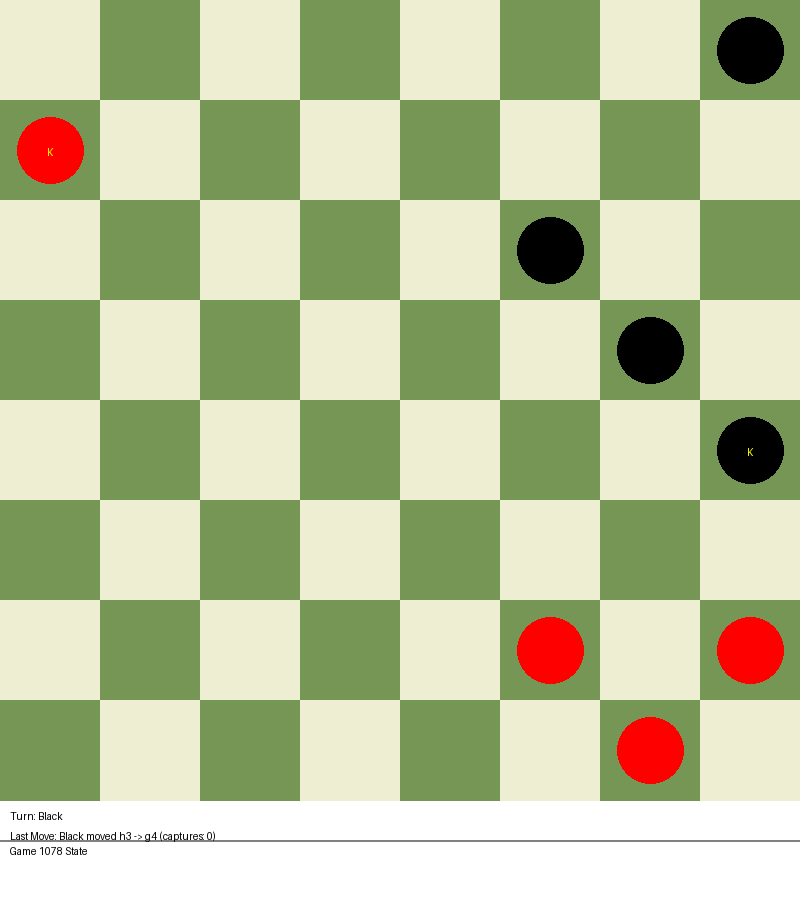 K
K
Turn: Black
Last Move: Black moved h3 -> g4 (captures: 0)
Game 1078 State